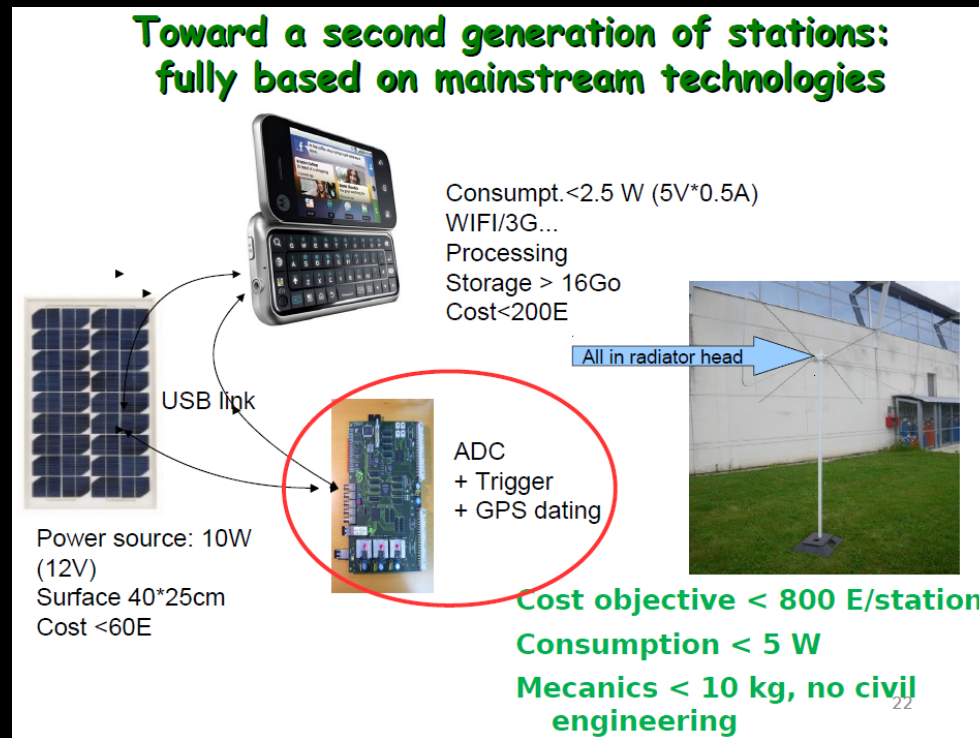 Toward a second generation of stations:
fully based on mainstream technologies
Consumpt.<2.5 W (5V*0.5A)
WIFI/3G...
Processing
Storage > 16Go
Cost<200E
All in radiator head
USB link
ADC
+ Trigger
+ GPS dating
Power source: 10W
(12V)
Surface 40*25cm
Cost <60E
Cost objective < 800 E/station
Consumption < 5 W
Mecanics < 10 kg, no civil
engineering
22